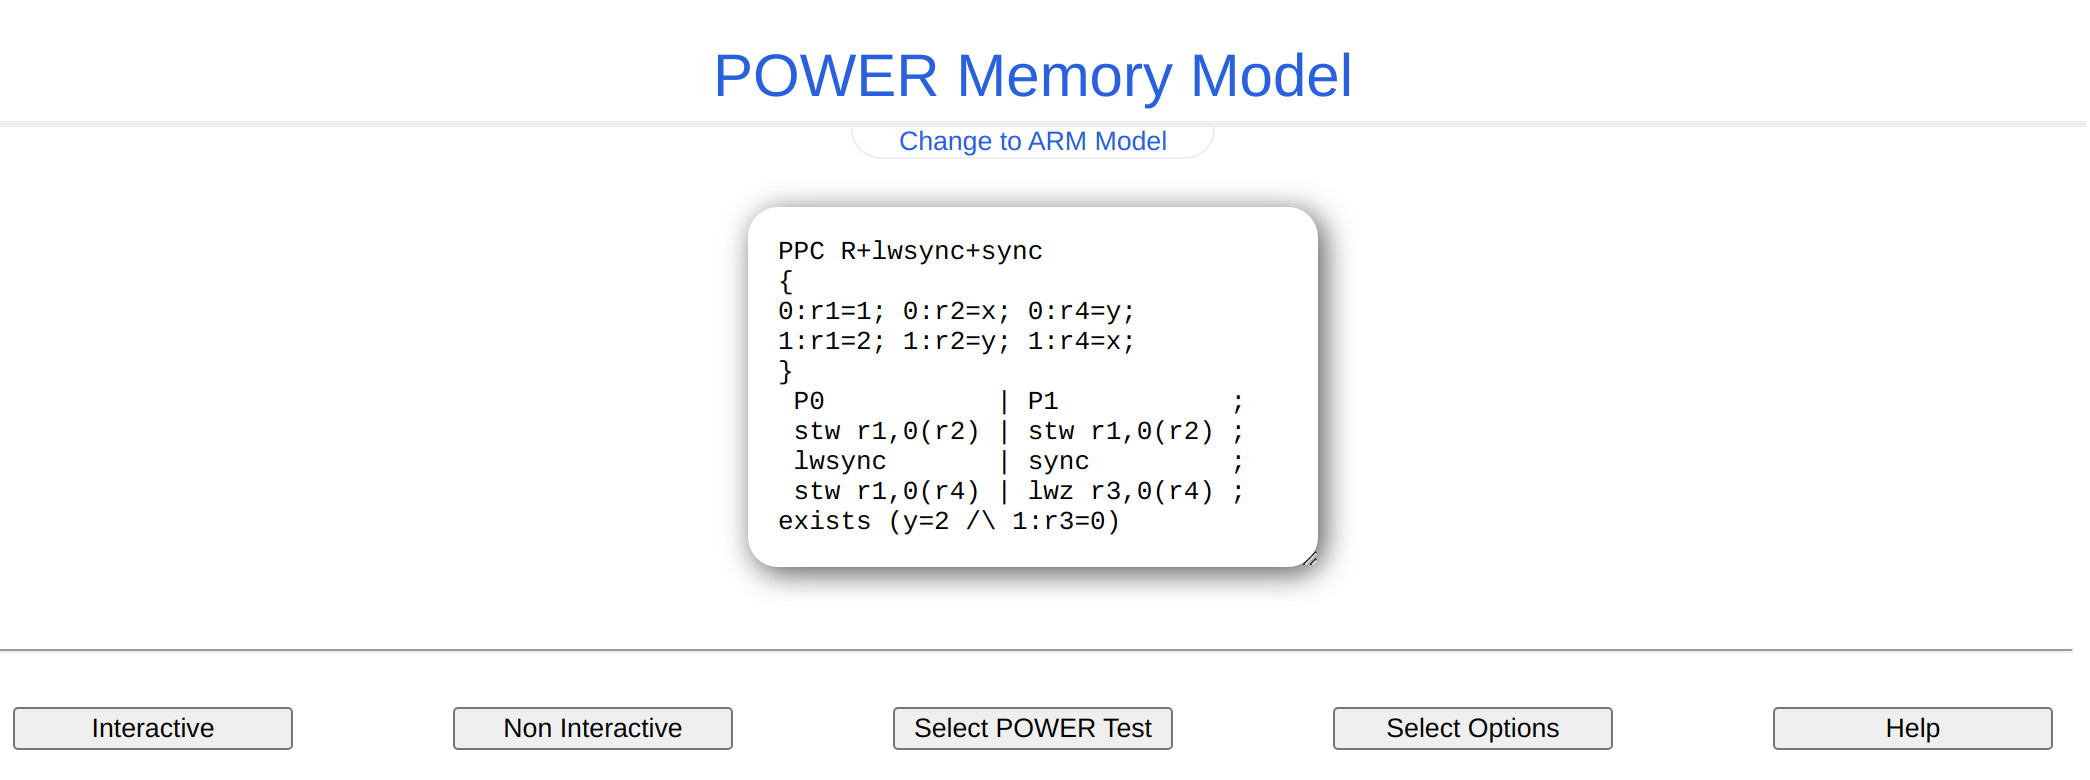 POWER Memory Model
Change to ARM Model
PPC R+lwsync+sync
{
0:r1=1; 0:r2=x; 0:r4=y;
1:r1=2; 1:r2=y; 1:r4=x;
}
 P0           | P1           ;
 stw r1,0(r2) | stw r1,0(r2) ;
 lwsync       | sync         ;
 stw r1,0(r4) | lwz r3,0(r4) ;
exists (y=2 /\ 1:r3=0)
Interactive
Non Interactive
Select POWER Test
Select Options
Help